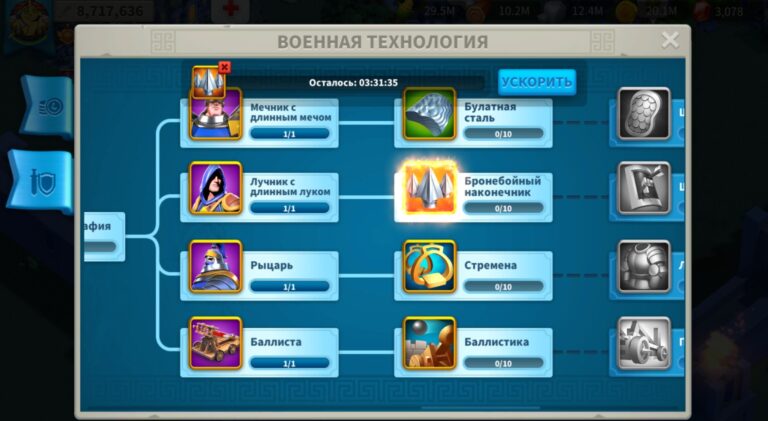 8,717,636
29.5M
10.2M
12.4M
20.1M
3,078
ВОЕННАЯ ТЕХНОЛОГИЯ
Осталось: 03:31:35
УСКОРИТЬ
Мечник с
длинным мечом
1/1
Булатная
сталь
0/10
Лучник с
длинным луком
1/1
Бронебойный
наконечник
0/10
афия
Рыцарь
1/1
Стремена
0/10
Баллиста
1/1
Баллистика
0/10